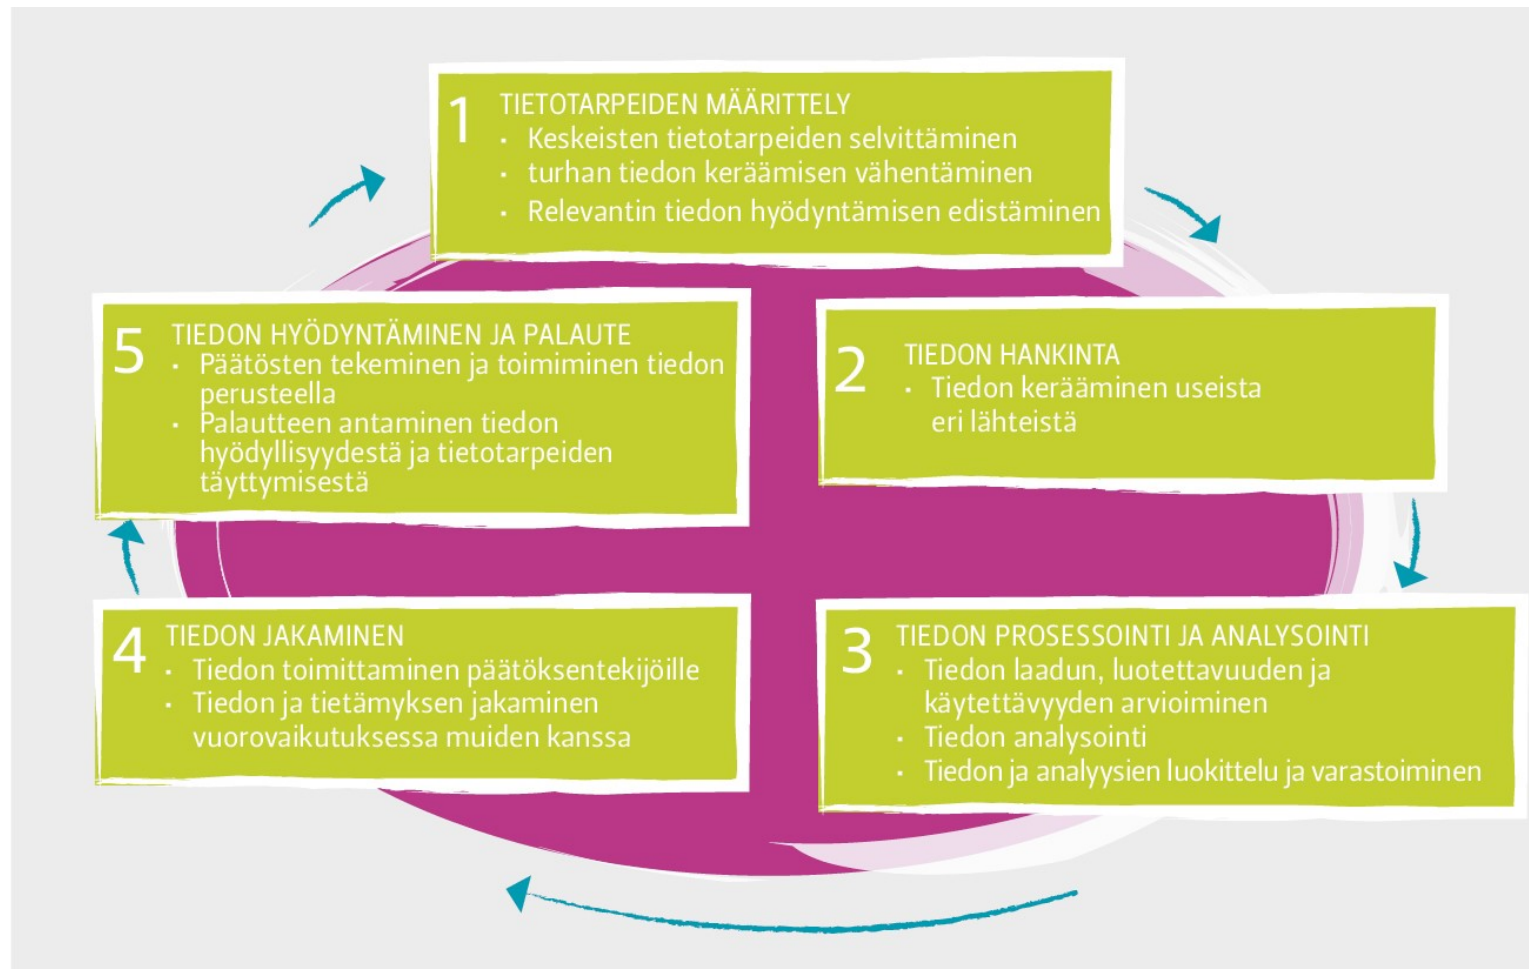 1 TIETOTARPEIDEN MÄÄRITTELY
· Keskeisten tietotarpeiden selvittäminen
· turhan tiedon keräämisen vähentäminen
· Relevantin tiedon hyödyntämisen edistäminen
2 TIEDON HANKINTA
· Tiedon kerääminen useista
eri lähteistä
3 TIEDON PROSESSOINTI JA ANALYSOINTI
· Tiedon laadun, luotettavuuden ja
käytettävyyden arvioiminen
· Tiedon analysointi
· Tiedon ja analyysien luokittelu ja varastoiminen
4 TIEDON JAKAMINEN
· Tiedon toimittaminen päätöksentekijöille
· Tiedon ja tietämyksen jakaminen
vuorovaikutuksessa muiden kanssa
5 TIEDON HYÖDYNTÄMINEN JA PALAUTE
· Päätösten tekeminen ja toimiminen tiedon
perusteella
· Palautteen antaminen tiedon
hyödyllisyydestä ja tietotarpeiden
täyttymisestä